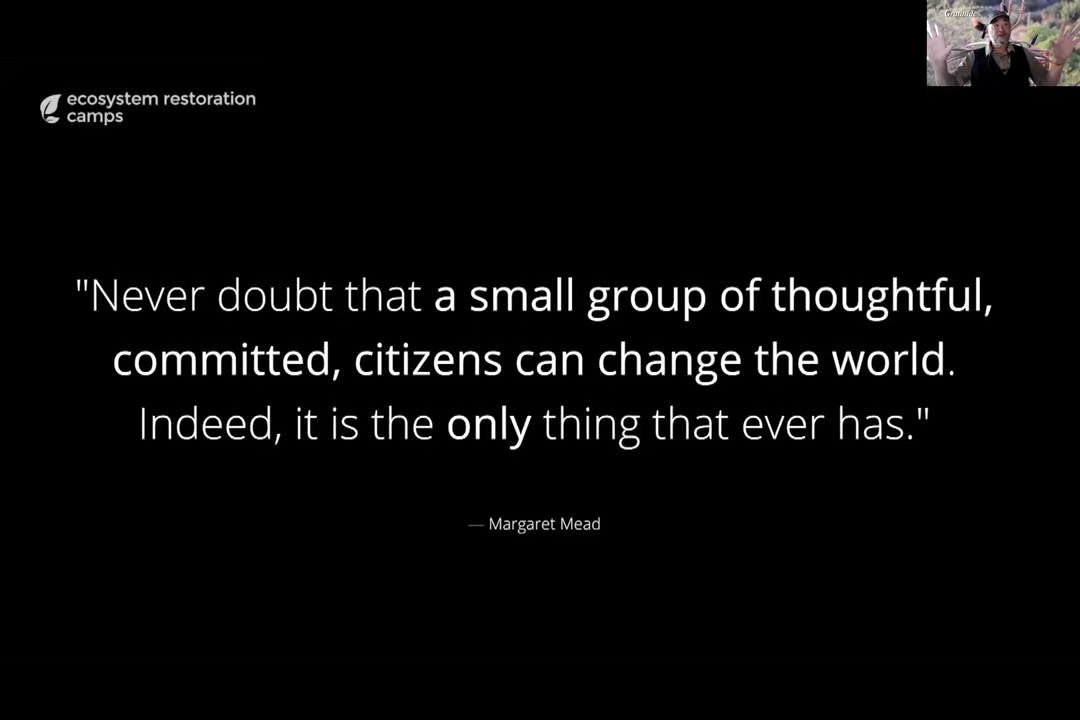 Gratitude
ecosystem restoration
camps
"Never doubt that a small group of thoughtful,
committed, citizens can change the world.
Indeed, it is the only thing that ever has."
— Margaret Mead